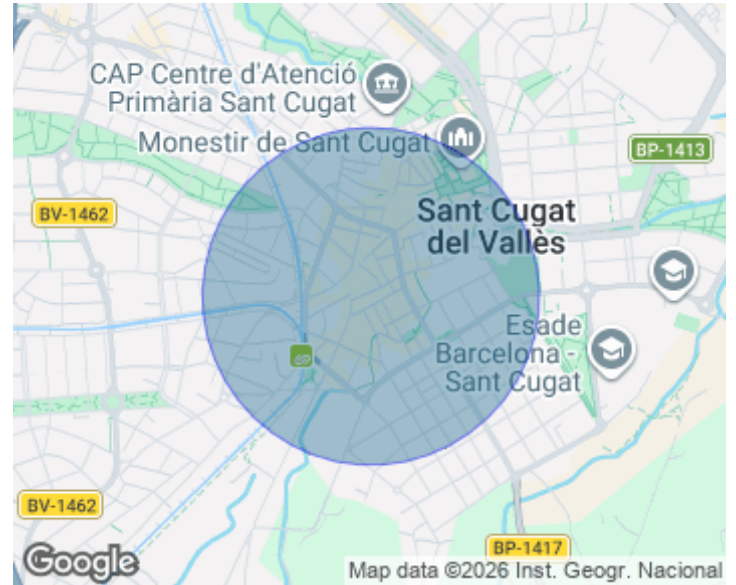 CAP Centre d'Atenció
Primària Sant Cugat
Monestir de Sant Cugat
BP-1413
BV-1462
Sant Cugat
del Vallès
Esade
Barcelona -
Sant Cugat
BV-1462
BP-1417
Google
Map data ©2026 Inst. Geogr. Nacional